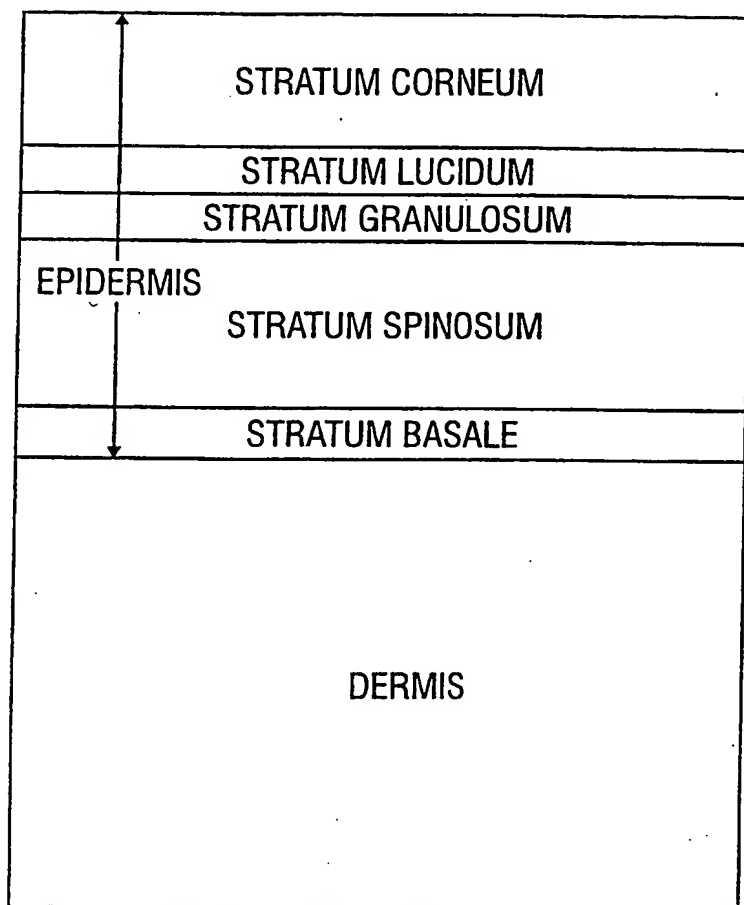 STRATUM CORNEUM
STRATUM LUCIDUM
STRATUM GRANULOSUM
EPIDERMIS
STRATUM SPINOSUM
STRATUM BASALE
DERMIS